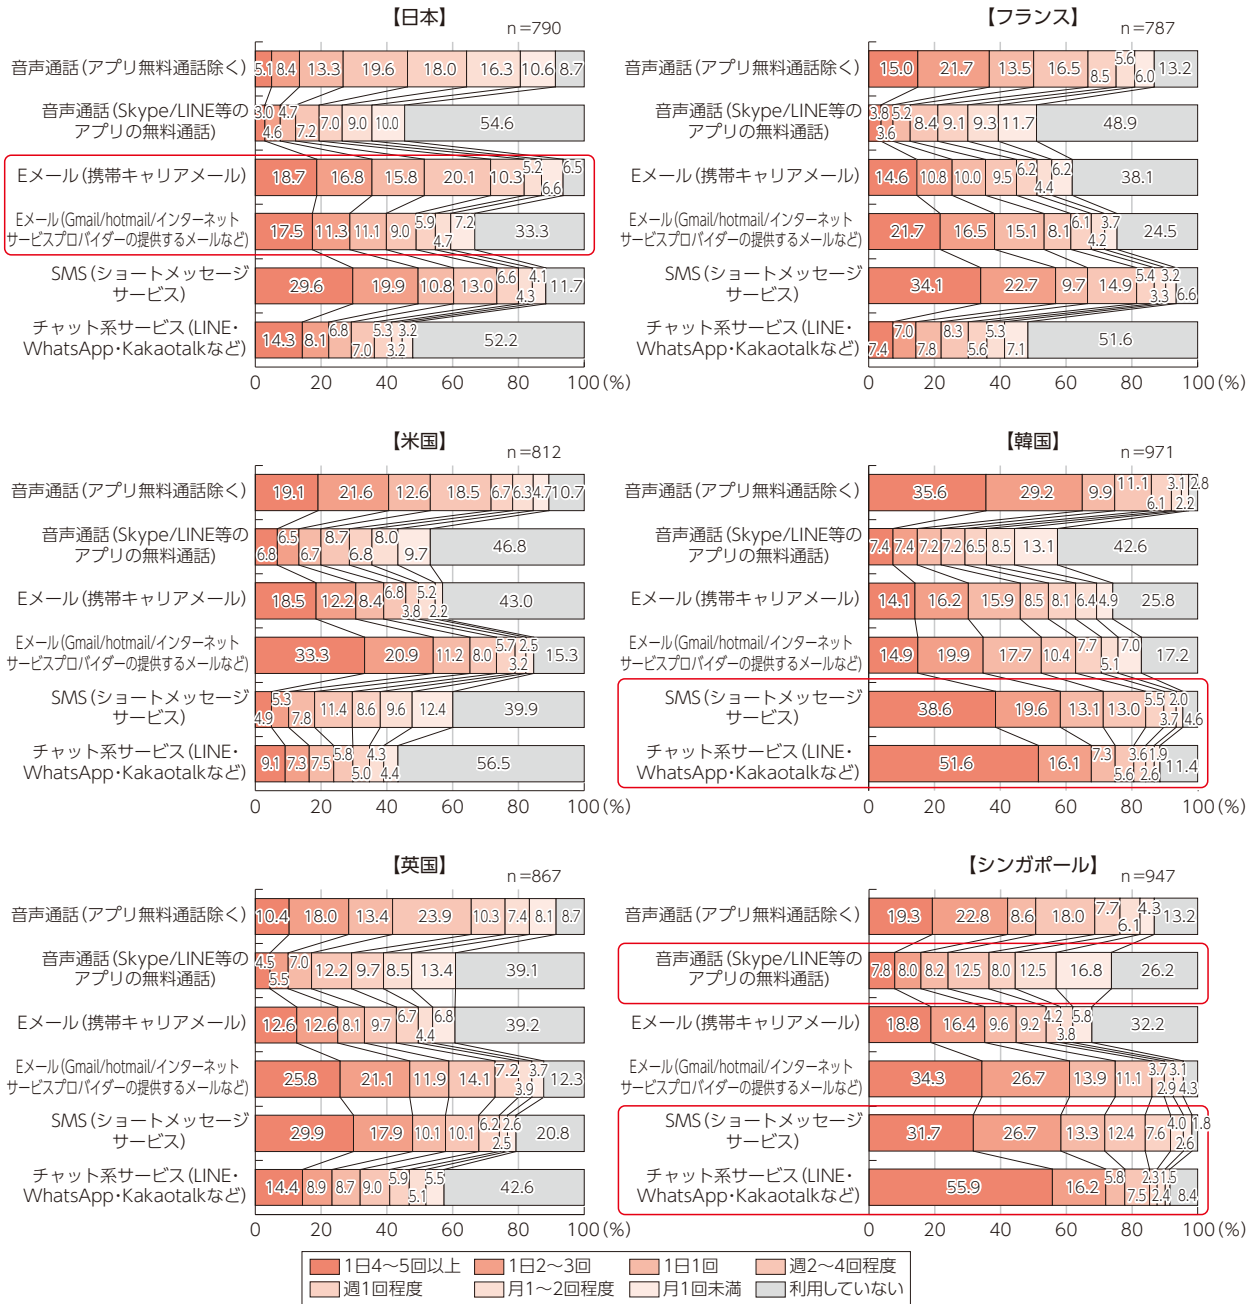 【日本】
n=790
音声通話(アプリ無料通話除く)
5.1 8.4 13.3 19.6 18.0 16.3 10.6 8.7
音声通話(Skype/LINE等の
アプリの無料通話)
3.0 4.6 4.7 7.2 7.0 9.0 10.0 54.6
Eメール(携帯キャリアメール)
18.7 16.8 15.8 20.1 10.3 5.2 6.6 6.5
Eメール(Gmail/hotmail/インターネット
サービスプロバイダーの提供するメールなど)
17.5 11.3 11.1 9.0 5.9 4.7 7.2 33.3
SMS(ショートメッセージ
サービス)
29.6 19.9 10.8 13.0 6.6 4.3 4.1 11.7
チャット系サービス(LINE・
WhatsApp・Kakaotalkなど)
14.3 8.1 6.8 7.0 5.3 3.2 3.2 52.2
0 20 40 60 80 100(%)
【フランス】
n=787
音声通話(アプリ無料通話除く)
15.0 21.7 13.5 16.5 8.5 5.6 6.0 13.2
音声通話(Skype/LINE等の
アプリの無料通話)
3.8 3.6 5.2 8.4 9.1 9.3 11.7 48.9
Eメール(携帯キャリアメール)
14.6 10.8 10.0 9.5 6.2 4.4 6.2 38.1
Eメール(Gmail/hotmail/インターネット
サービスプロバイダーの提供するメールなど)
21.7 16.5 15.1 8.1 6.1 4.2 3.7 24.5
SMS(ショートメッセージ
サービス)
34.1 22.7 9.7 14.9 5.4 3.3 3.2 6.6
チャット系サービス(LINE・
WhatsApp・Kakaotalkなど)
7.4 7.0 7.8 8.3 5.6 5.3 7.1 51.6
0 20 40 60 80 100(%)
【米国】
n=812
音声通話(アプリ無料通話除く)
19.1 21.6 12.6 18.5 6.7 6.3 4.7 10.7
音声通話(Skype/LINE等の
アプリの無料通話)
6.8 6.5 6.7 8.7 6.8 8.0 9.7 46.8
Eメール(携帯キャリアメール)
18.5 12.2 8.4 6.8 3.8 5.2 2.2 43.0
Eメール(Gmail/hotmail/インターネット
サービスプロバイダーの提供するメールなど)
33.3 20.9 11.2 8.0 5.7 3.2 2.5 15.3
SMS(ショートメッセージ
サービス)
4.9 5.3 7.8 11.4 8.6 9.6 12.4 39.9
チャット系サービス(LINE・
WhatsApp・Kakaotalkなど)
9.1 7.3 7.5 5.8 5.0 4.3 4.4 56.5
0 20 40 60 80 100(%)
【韓国】
n=971
音声通話(アプリ無料通話除く)
35.6 29.2 9.9 11.1 6.1 3.1 2.2 2.8
音声通話(Skype/LINE等の
アプリの無料通話)
7.4 7.4 7.2 7.2 6.5 8.5 13.1 42.6
Eメール(携帯キャリアメール)
14.1 16.2 15.9 8.5 8.1 6.4 4.9 25.8
Eメール(Gmail/hotmail/インターネット
サービスプロバイダーの提供するメールなど)
14.9 19.9 17.7 10.4 7.7 5.1 7.0 17.2
SMS(ショートメッセージ
サービス)
38.6 19.6 13.1 13.0 5.5 3.7 2.0 4.6
チャット系サービス(LINE・
WhatsApp・Kakaotalkなど)
51.6 16.1 7.3 5.6 3.6 2.6 1.9 11.4
0 20 40 60 80 100(%)
【英国】
n=867
音声通話(アプリ無料通話除く)
10.4 18.0 13.4 23.9 10.3 7.4 8.1 8.7
音声通話(Skype/LINE等の
アプリの無料通話)
4.5 5.5 7.0 12.2 9.7 8.5 13.4 39.1
Eメール(携帯キャリアメール)
12.6 12.6 8.1 9.7 6.7 4.4 6.8 39.2
Eメール(Gmail/hotmail/インターネット
サービスプロバイダーの提供するメールなど)
25.8 21.1 11.9 14.1 7.2 3.9 3.7 12.3
SMS(ショートメッセージ
サービス)
29.9 17.9 10.1 10.1 6.2 2.5 2.6 20.8
チャット系サービス(LINE・
WhatsApp・Kakaotalkなど)
14.4 8.9 8.7 9.0 5.9 5.1 5.5 42.6
0 20 40 60 80 100(%)
【シンガポール】
n=947
音声通話(アプリ無料通話除く)
19.3 22.8 8.6 18.0 7.7 6.1 4.3 13.2
音声通話(Skype/LINE等の
アプリの無料通話)
7.8 8.0 8.2 12.5 8.0 12.5 16.8 26.2
Eメール(携帯キャリアメール)
18.8 16.4 9.6 9.2 4.2 3.8 5.8 32.2
Eメール(Gmail/hotmail/インターネット
サービスプロバイダーの提供するメールなど)
34.3 26.7 13.9 11.1 3.7 2.9 3.1 4.3
SMS(ショートメッセージ
サービス)
31.7 26.7 13.3 12.4 7.6 4.0 2.6 1.8
チャット系サービス(LINE・
WhatsApp・Kakaotalkなど)
55.9 16.2 5.8 7.5 2.3 2.4 1.5 8.4
0 20 40 60 80 100(%)
1日4～5回以上 1日2～3回 1日1回 週2～4回程度
週1回程度 月1～2回程度 月1回未満 利用していない